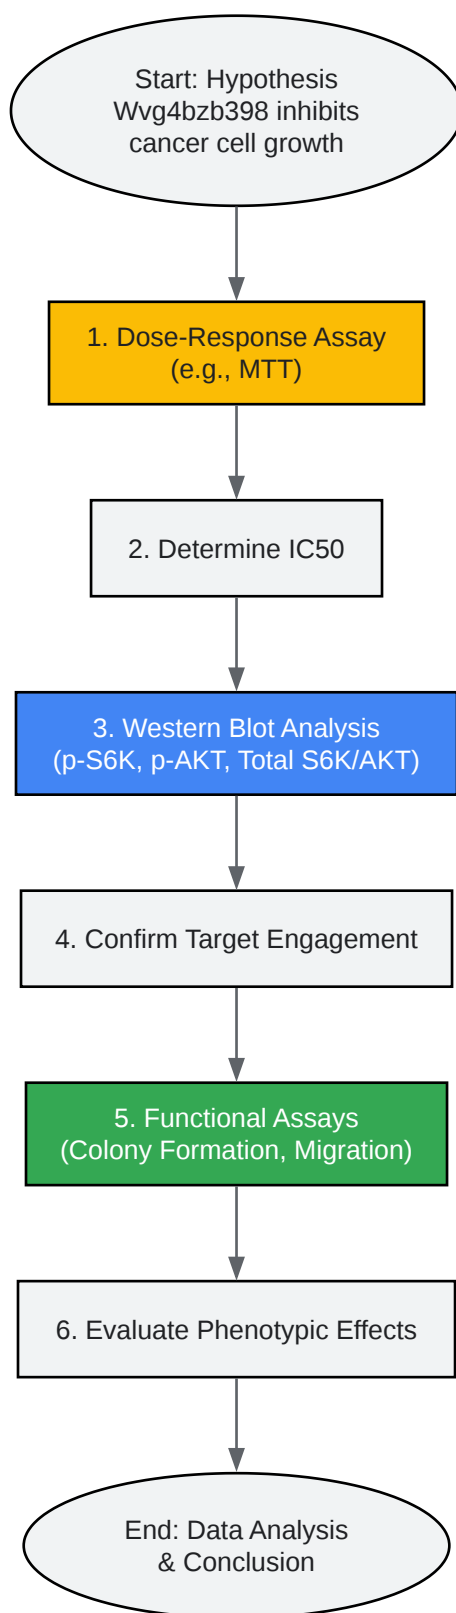 Start: Hypothesis
Wvg4bzb398 inhibits
cancer cell growth
1. Dose-Response Assay
(e.g., MTT)
2. Determine IC50
3. Western Blot Analysis
(p-S6K, p-AKT, Total S6K/AKT)
4. Confirm Target Engagement
5. Functional Assays
(Colony Formation, Migration)
6. Evaluate Phenotypic Effects
End: Data Analysis
& Conclusion